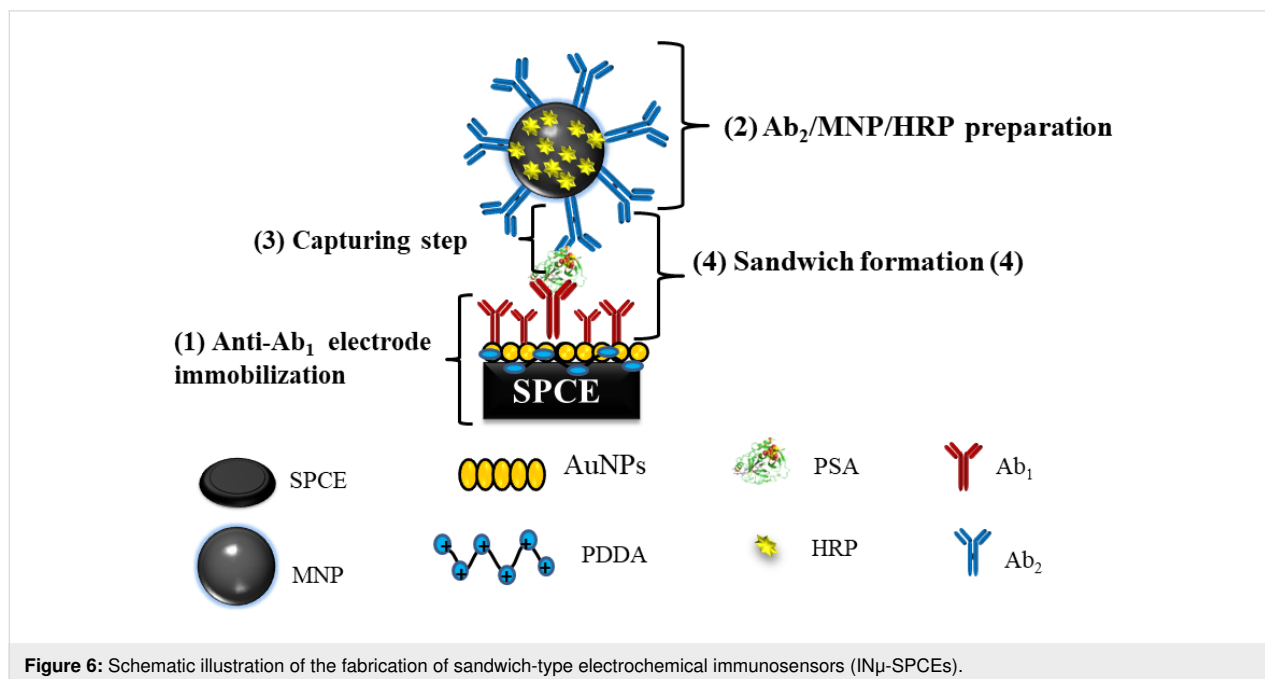 (2) Ab₂/MNP/HRP preparation
(3) Capturing step
(4) Sandwich formation (4)
(1) Anti-Ab₁ electrode
immobilization
SPCE
SPCE
AuNPs
PSA
Ab₁
MNP
+ + + + + +
PDDA
HRP
Ab₂
Figure 6: Schematic illustration of the fabrication of sandwich-type electrochemical immunosensors (INμ-SPCEs).